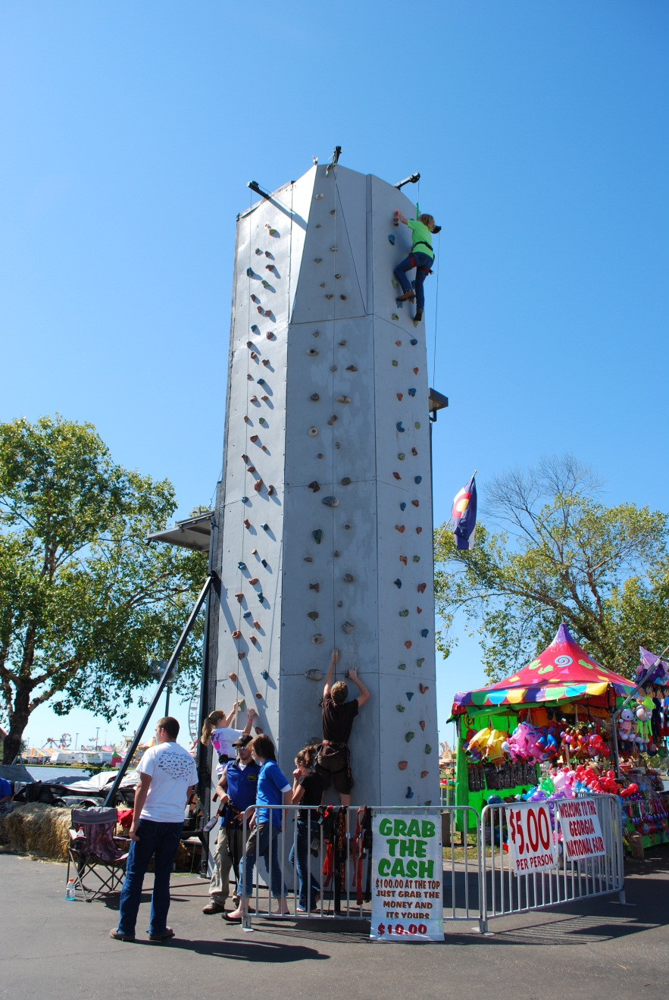 GRAB
THE
CASH
$100.00 AT THE TOP
JUST GRAB THE
MONEY AND
ITS YOURS
$10.00
$5.00
PER PERSON
WELCOME TO THE
GEORGIA
NATIONAL FAIR